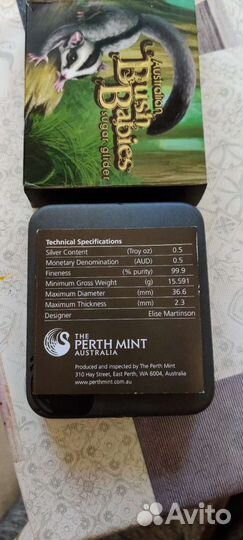 Australian
Bush
Babies
sugar glider
Technical Specifications
Silver Content (Troy oz) 0.5
Monetary Denomination (AUD) 0.5
Fineness (% purity) 99.9
Minimum Gross Weight (g) 15.591
Maximum Diameter (mm) 36.6
Maximum Thickness (mm) 2.3
Designer Elise Martinson
THE
PERTH MINT
AUSTRALIA
Produced and inspected by The Perth Mint
310 Hay Street, East Perth, WA 6004, Australia
www.perthmint.com.au
Avito